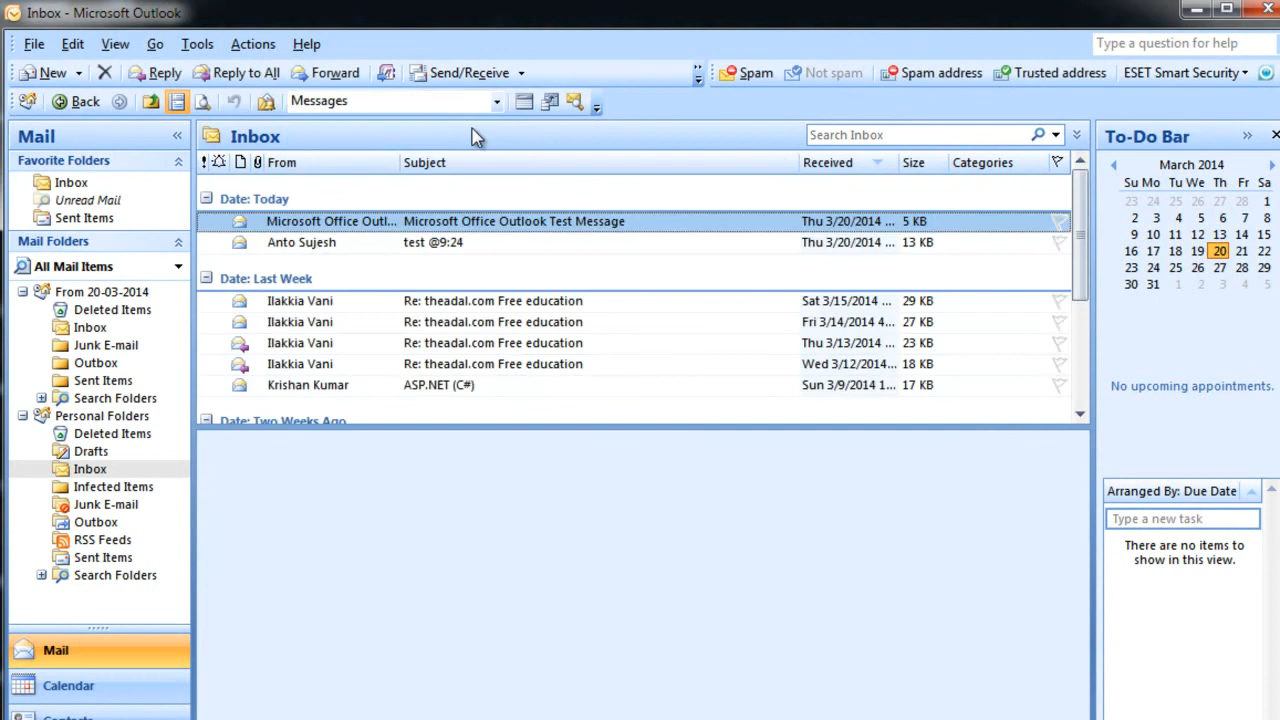 Inbox - Microsoft Outlook
File Edit View Go Tools Actions Help
Type a question for help
New Reply Reply to All Forward Send/Receive Spam Not spam Spam address Trusted address ESET Smart Security
Back Messages
Mail
Favorite Folders
Inbox
Unread Mail
Sent Items
Mail Folders
All Mail Items
From 20-03-2014
Deleted Items
Inbox
Junk E-mail
Outbox
Sent Items
Search Folders
Personal Folders
Deleted Items
Drafts
Inbox
Infected Items
Junk E-mail
Outbox
RSS Feeds
Sent Items
Search Folders
Mail
Calendar
Contacts
Inbox
Search Inbox
! From Subject Received Size Categories
Date: Today
Microsoft Office Outl... Microsoft Office Outlook Test Message Thu 3/20/2014 ... 5 KB
Anto Sujesh test @9:24 Thu 3/20/2014 ... 13 KB
Date: Last Week
Ilakkia Vani Re: theadal.com Free education Sat 3/15/2014 ... 29 KB
Ilakkia Vani Re: theadal.com Free education Fri 3/14/2014 4... 27 KB
Ilakkia Vani Re: theadal.com Free education Thu 3/13/2014 ... 23 KB
Ilakkia Vani Re: theadal.com Free education Wed 3/12/2014... 18 KB
Krishan Kumar ASP.NET (C#) Sun 3/9/2014 1... 17 KB
Date: Two Weeks Ago
To-Do Bar
March 2014
Su Mo Tu We Th Fr Sa
23 24 25 26 27 28 1
2 3 4 5 6 7 8
9 10 11 12 13 14 15
16 17 18 19 20 21 22
23 24 25 26 27 28 29
30 31 1 2 3 4 5
No upcoming appointments.
Arranged By: Due Date
Type a new task
There are no items to
show in this view.